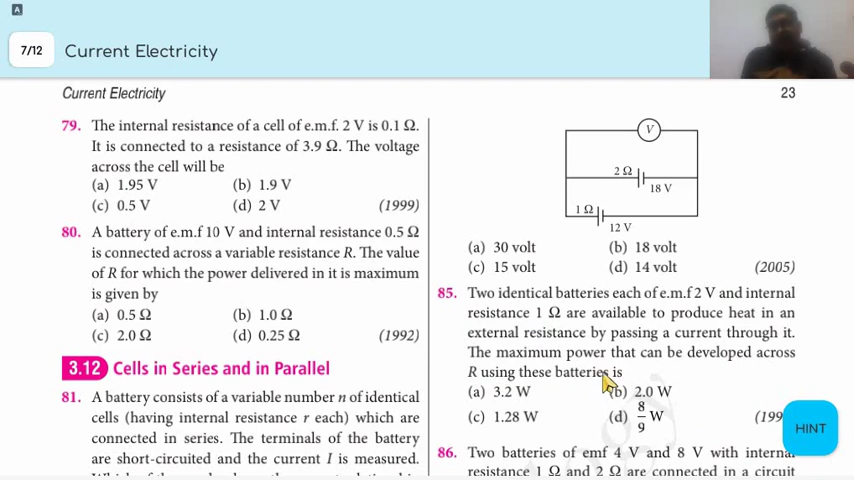 A
7/12
Current Electricity
Current Electricity
23
79. The internal resistance of a cell of e.m.f. 2 V is 0.1 Ω.
It is connected to a resistance of 3.9 Ω. The voltage
across the cell will be
(a) 1.95 V (b) 1.9 V
(c) 0.5 V (d) 2 V (1999)
80. A battery of e.m.f 10 V and internal resistance 0.5 Ω
is connected across a variable resistance R. The value
of R for which the power delivered in it is maximum
is given by
(a) 0.5 Ω (b) 1.0 Ω
(c) 2.0 Ω (d) 0.25 Ω (1992)
3.12 Cells in Series and in Parallel
81. A battery consists of a variable number n of identical
cells (having internal resistance r each) which are
connected in series. The terminals of the battery
are short-circuited and the current I is measured.
V
2 Ω
18 V
1 Ω
12 V
(a) 30 volt (b) 18 volt
(c) 15 volt (d) 14 volt (2005)
85. Two identical batteries each of e.m.f 2 V and internal
resistance 1 Ω are available to produce heat in an
external resistance by passing a current through it.
The maximum power that can be developed across
R using these batteries is
(a) 3.2 W (b) 2.0 W
(c) 1.28 W (d) 8/9 W (199
HINT
86. Two batteries of emf 4 V and 8 V with internal
resistance 1 Ω and 2 Ω are connected in a circuit